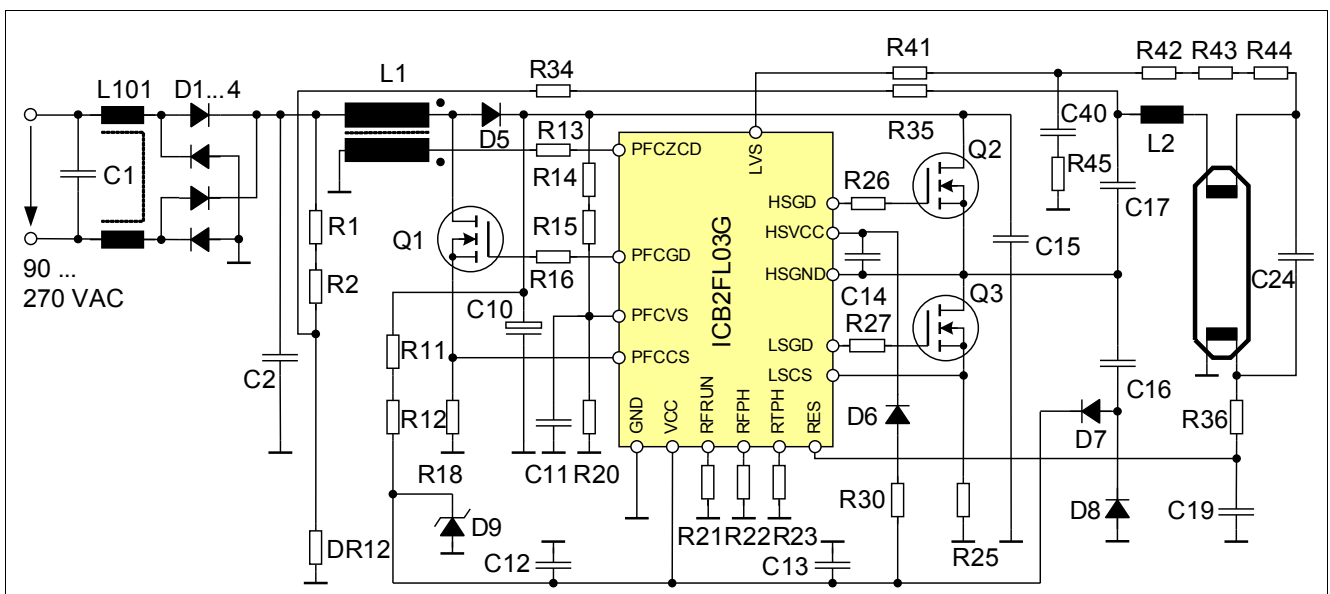 R41
R42 R43 R44
L1
R34
L101 D1...4
C40
D5 R13
R35
L2
PFCZCD
LVS
Q2
C1
R14
R45
R26
HSGD
C17
R1
Q1
R15
HSVCC
C15
PFCGD
90 ...
270 VAC
R2
R16
HSGND
C14
Q3
C24
C10
ICB2FL03G
PFCVS
R27
C2
R11
PFCCS
LSGD
LSCS
C16
R12
D6
D7
R36
GND
VCC
RFRUN
RFPH
RTPH
RES
R18 C11 R20
R30
D8 C19
D9
R21 R22 R23
DR12
C12
C13
R25